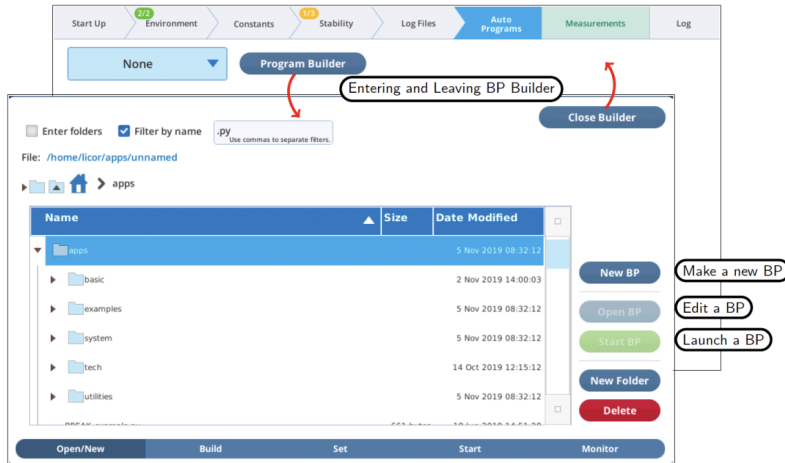 2/2
1/3
Start Up Environment Constants Stability Log Files Auto Programs Measurements Log
None
Program Builder
Entering and Leaving BP Builder
Close Builder
Enter folders Filter by name .py
Use commas to separate filters.
File: /home/licor/apps/unnamed
apps
Name Size Date Modified
apps 5 Nov 2019 08:32:12
basic 2 Nov 2019 14:00:03
New BP Make a new BP
examples 5 Nov 2019 08:32:12
Open BP Edit a BP
system 5 Nov 2019 08:32:12
Start BP Launch a BP
tech 14 Oct 2019 12:15:12
New Folder
utilities 5 Nov 2019 08:32:12
Delete
Open/New Build Set Start Monitor